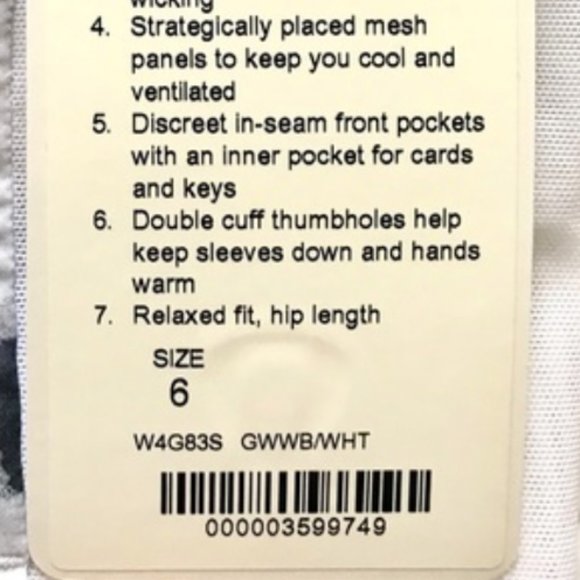 wicking
4. Strategically placed mesh
panels to keep you cool and
ventilated
5. Discreet in-seam front pockets
with an inner pocket for cards
and keys
6. Double cuff thumbholes help
keep sleeves down and hands
warm
7. Relaxed fit, hip length
SIZE
6
W4G83S GWWB/WHT
000003599749